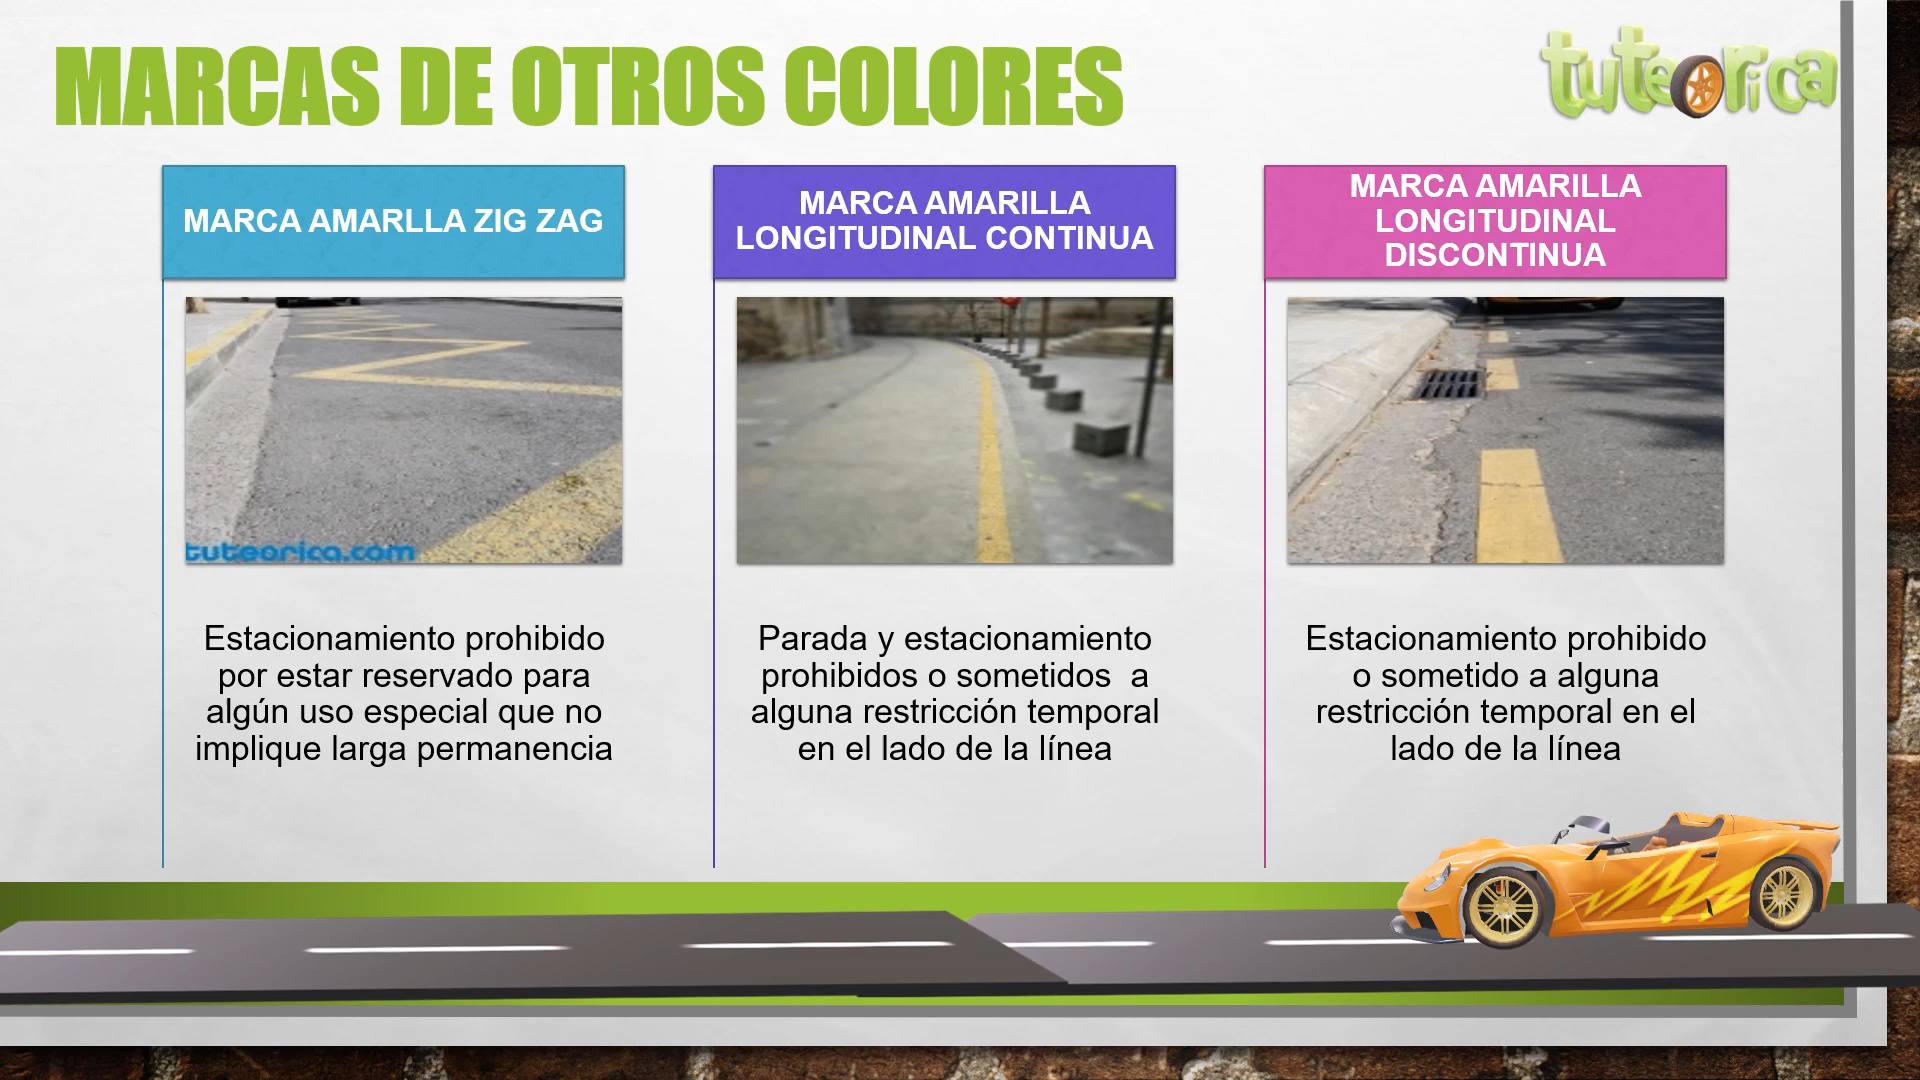 MARCAS DE OTROS COLORES
tuteorica
MARCA AMARLLA ZIG ZAG
tuteorica.com
Estacionamiento prohibido
por estar reservado para
algún uso especial que no
implique larga permanencia
MARCA AMARILLA
LONGITUDINAL CONTINUA
Parada y estacionamiento
prohibidos o sometidos a
alguna restricción temporal
en el lado de la línea
MARCA AMARILLA
LONGITUDINAL
DISCONTINUA
Estacionamiento prohibido
o sometido a alguna
restricción temporal en el
lado de la línea